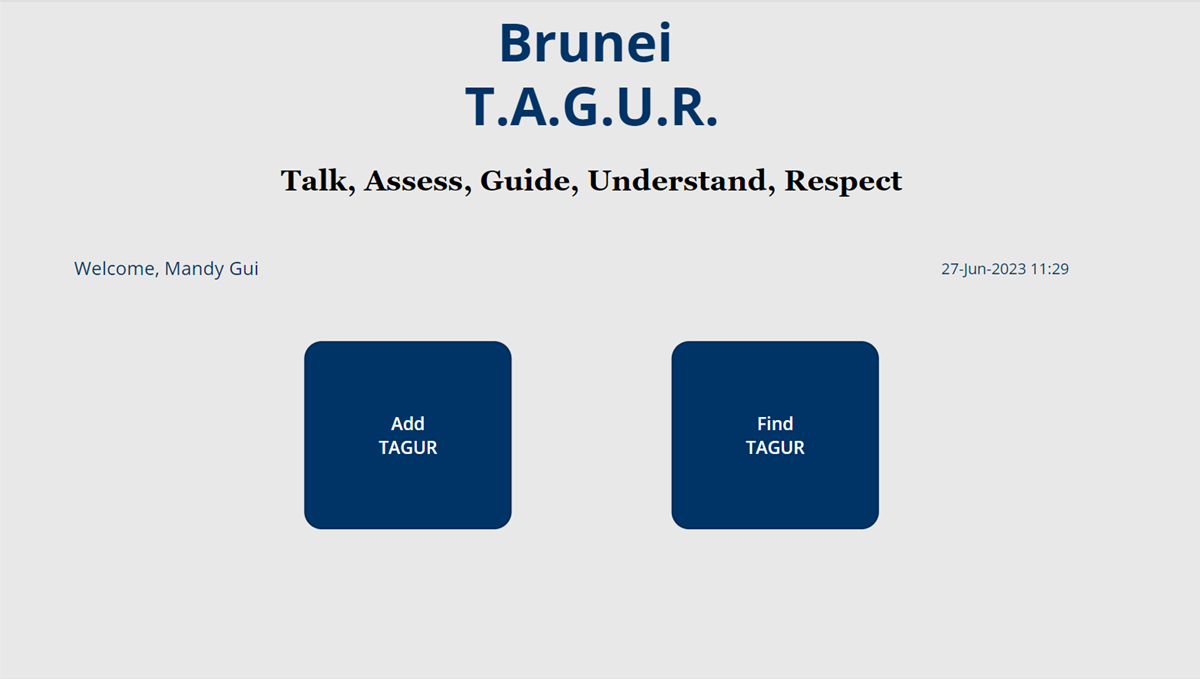 Brunei
T.A.G.U.R.
Talk, Assess, Guide, Understand, Respect
Welcome, Mandy Gui
27-Jun-2023 11:29
Add
TAGUR
Find
TAGUR